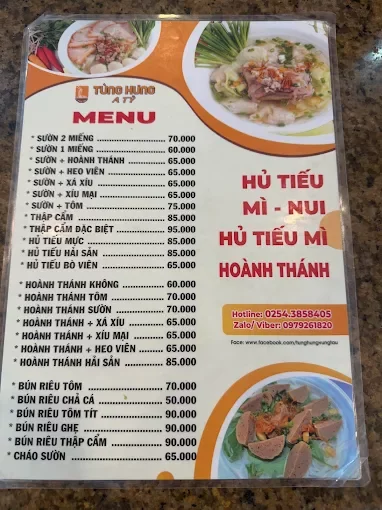 TÙNG HƯNG
A TỶ
MENU
* SƯỜN 2 MIẾNG ........ 70.000
* SƯỜN 1 MIẾNG ........ 60.000
* SƯỜN + HOÀNH THÁNH ........ 65.000
* SƯỜN + HEO VIÊN ........ 65.000
* SƯỜN + XÁ XÍU ........ 65.000
* SƯỜN + XÍU MẠI ........ 65.000
* SƯỜN + TÔM ........ 75.000
* THẬP CẨM ........ 85.000
* THẬP CẨM ĐẶC BIỆT ........ 95.000
* HỦ TIẾU MỰC ........ 85.000
* HỦ TIẾU HẢI SẢN ........ 85.000
* HỦ TIẾU BÒ VIÊN ........ 65.000
* HOÀNH THÁNH KHÔNG ........ 60.000
* HOÀNH THÁNH TÔM ........ 70.000
* HOÀNH THÁNH SƯỜN ........ 70.000
* HOÀNH THÁNH + XÁ XÍU ........ 65.000
* HOÀNH THÁNH + XÍU MẠI ........ 65.000
* HOÀNH THÁNH + HEO VIÊN ........ 65.000
* HOÀNH THÁNH HẢI SẢN ........ 85.000
* BÚN RIÊU TÔM ........ 70.000
* BÚN RIÊU CHẢ CÁ ........ 50.000
* BÚN RIÊU TÔM TÍT ........ 90.000
* BÚN RIÊU GHẸ ........ 90.000
* BÚN RIÊU THẬP CẨM ........ 90.000
* CHÁO SƯỜN ........ 65.000
HỦ TIẾU
MÌ - NUI
HỦ TIẾU MÌ
HOÀNH THÁNH
Hotline: 0254.3858405
Zalo/ Viber: 0979261820
Face: www.facebook.com/tunghungvungtau